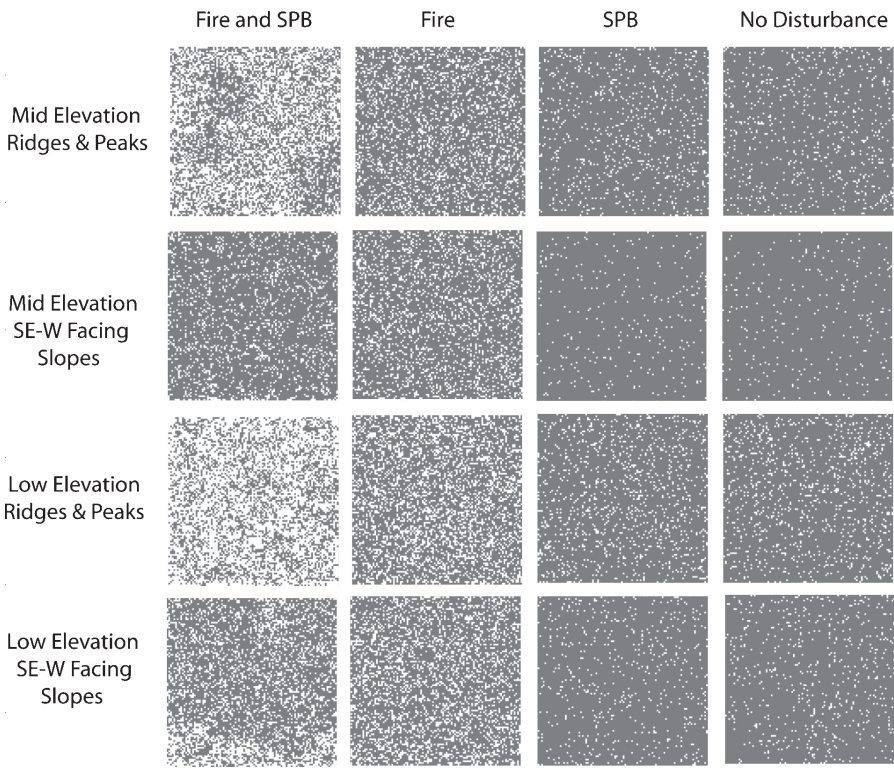 Fire and SPB Fire SPB No Disturbance
Mid Elevation
Ridges & Peaks
Mid Elevation
SE-W Facing
Slopes
Low Elevation
Ridges & Peaks
Low Elevation
SE-W Facing
Slopes